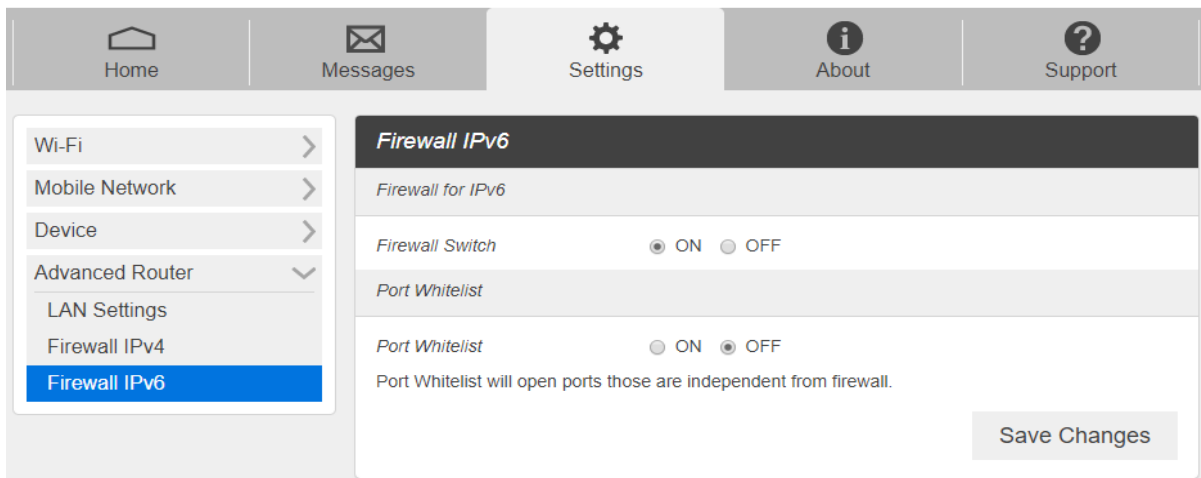 Home Messages Settings About Support
Wi-Fi
Mobile Network
Device
Advanced Router
LAN Settings
Firewall IPv4
Firewall IPv6
Firewall IPv6
Firewall for IPv6
Firewall Switch ON OFF
Port Whitelist
Port Whitelist ON OFF
Port Whitelist will open ports those are independent from firewall.
Save Changes